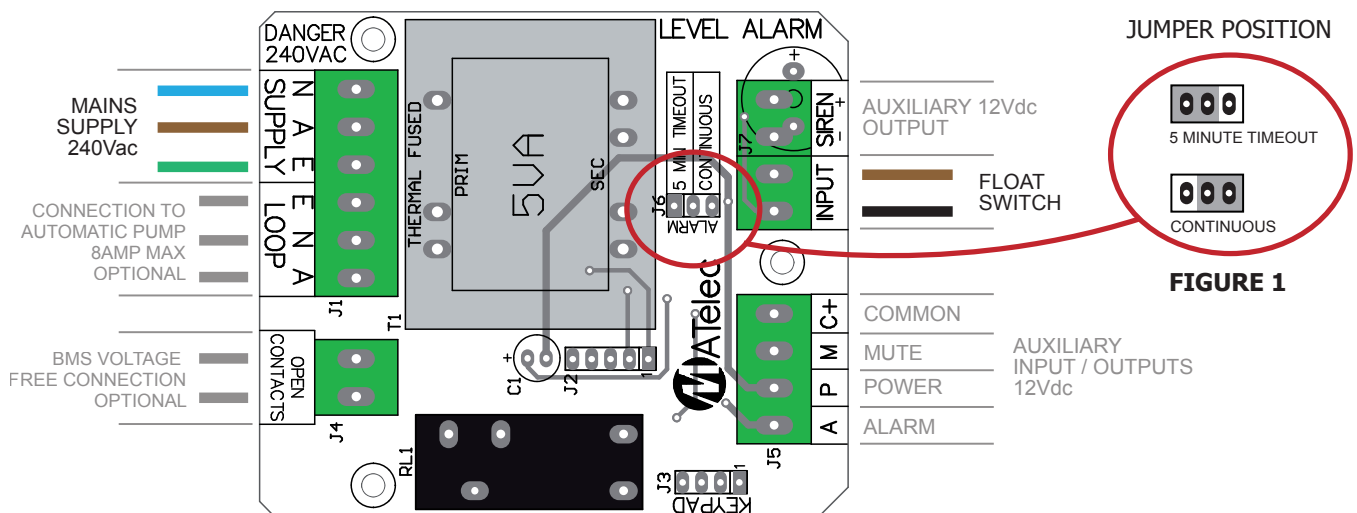 DANGER
240VAC
LEVEL ALARM
JUMPER POSITION
MAINS
SUPPLY
240Vac
N A E
SUPPLY
E N A
LOOP
J1
T1
CONNECTION TO
AUTOMATIC PUMP
8AMP MAX
OPTIONAL
BMS VOLTAGE
FREE CONNECTION
OPTIONAL
OPEN
CONTACTS
J4
THERMAL FUSED
PRIM
5VA
SEC
5 MIN TIMEOUT
CONTINUOUS
J6
ALARM
ALARM
+
J7
SIREN
+
-
INPUT
AUXILIARY 12Vdc
OUTPUT
FLOAT
SWITCH
5 MINUTE TIMEOUT
CONTINUOUS
FIGURE 1
MATelec
+
C1
J2
1
RL1
J3
1
KEYPAD
C+
M
P
A
J5
COMMON
MUTE
POWER
ALARM
AUXILIARY
INPUT / OUTPUTS
12Vdc